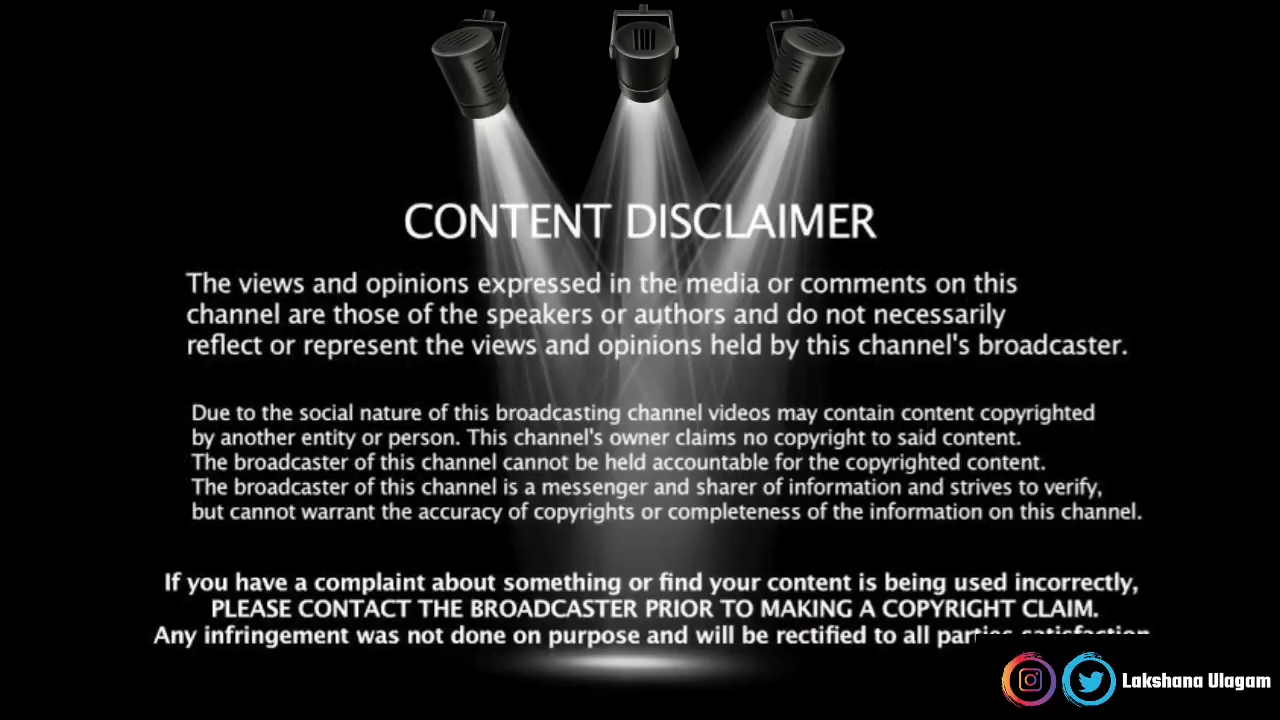 CONTENT DISCLAIMER
The views and opinions expressed in the media or comments on this
channel are those of the speakers or authors and do not necessarily
reflect or represent the views and opinions held by this channel's broadcaster.
Due to the social nature of this broadcasting channel videos may contain content copyrighted
by another entity or person. This channel's owner claims no copyright to said content.
The broadcaster of this channel cannot be held accountable for the copyrighted content.
The broadcaster of this channel is a messenger and sharer of information and strives to verify,
but cannot warrant the accuracy of copyrights or completeness of the information on this channel.
If you have a complaint about something or find your content is being used incorrectly,
PLEASE CONTACT THE BROADCASTER PRIOR TO MAKING A COPYRIGHT CLAIM.
Any infringement was not done on purpose and will be rectified to all parties satisfaction
Lakshana Ulagam